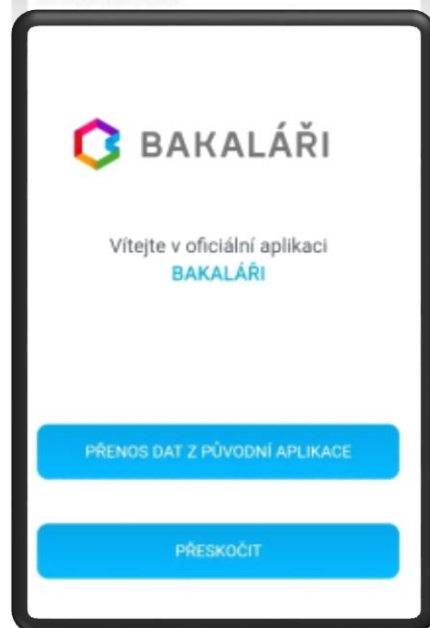 BAKALÁŘI
Vítejte v oficiální aplikaci
BAKALÁŘI
PŘENOS DAT Z PŮVODNÍ APLIKACE
PŘESKOČIT